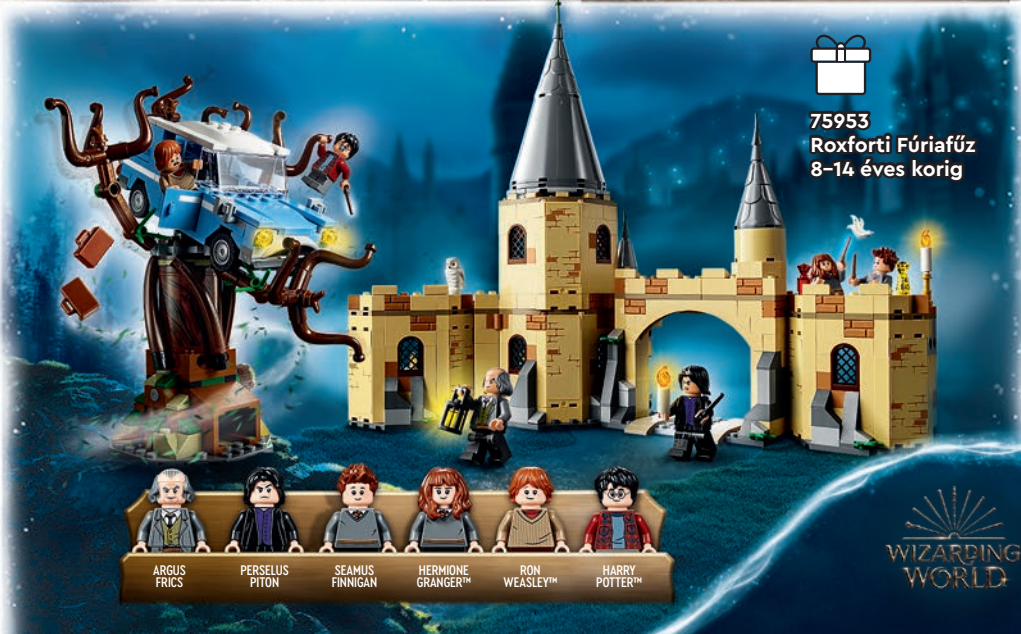 75953
Roxforti Fúriafűz
8–14 éves korig
ARGUS
FRICS
PERSELUS
PITON
SEAMUS
FINNIGAN
HERMIONE
GRANGER™
RON
WEASLEY™
HARRY
POTTER™
WIZARDING
WORLD